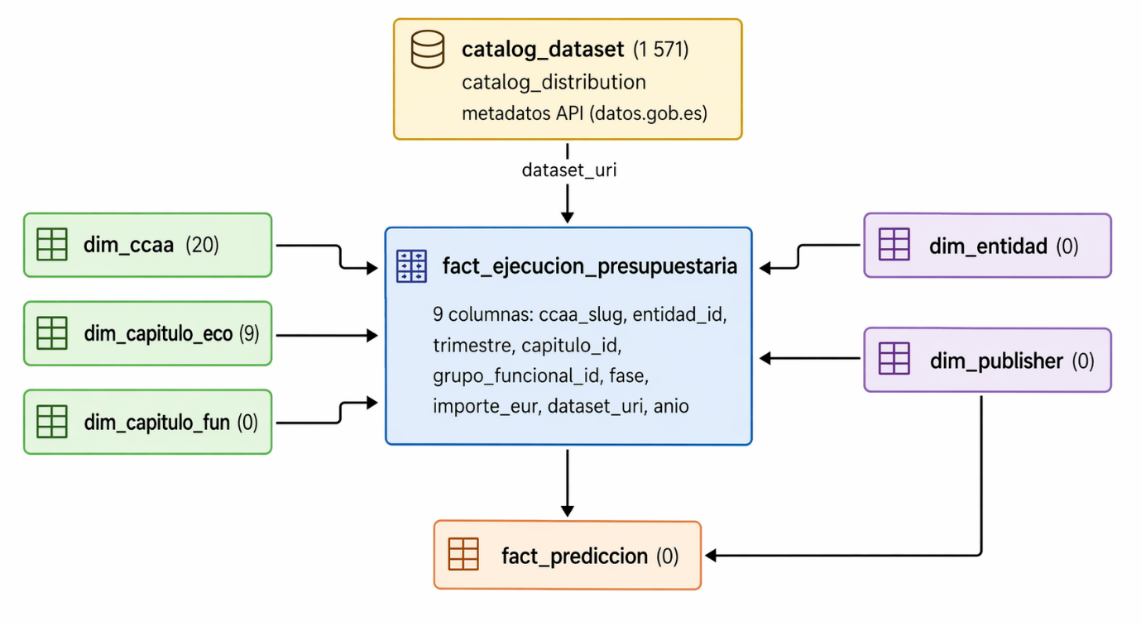 catalog_dataset (1 571)
catalog_distribution
metadatos API (datos.gob.es)
dataset_uri
dim_ccaa (20)
dim_capitulo_eco (9)
dim_capitulo_fun (0)
fact_ejecucion_presupuestaria
9 columnas: ccaa_slug, entidad_id,
trimestre, capitulo_id,
grupo_funcional_id, fase,
importe_eur, dataset_uri, anio
dim_entidad (0)
dim_publisher (0)
fact_prediccion (0)